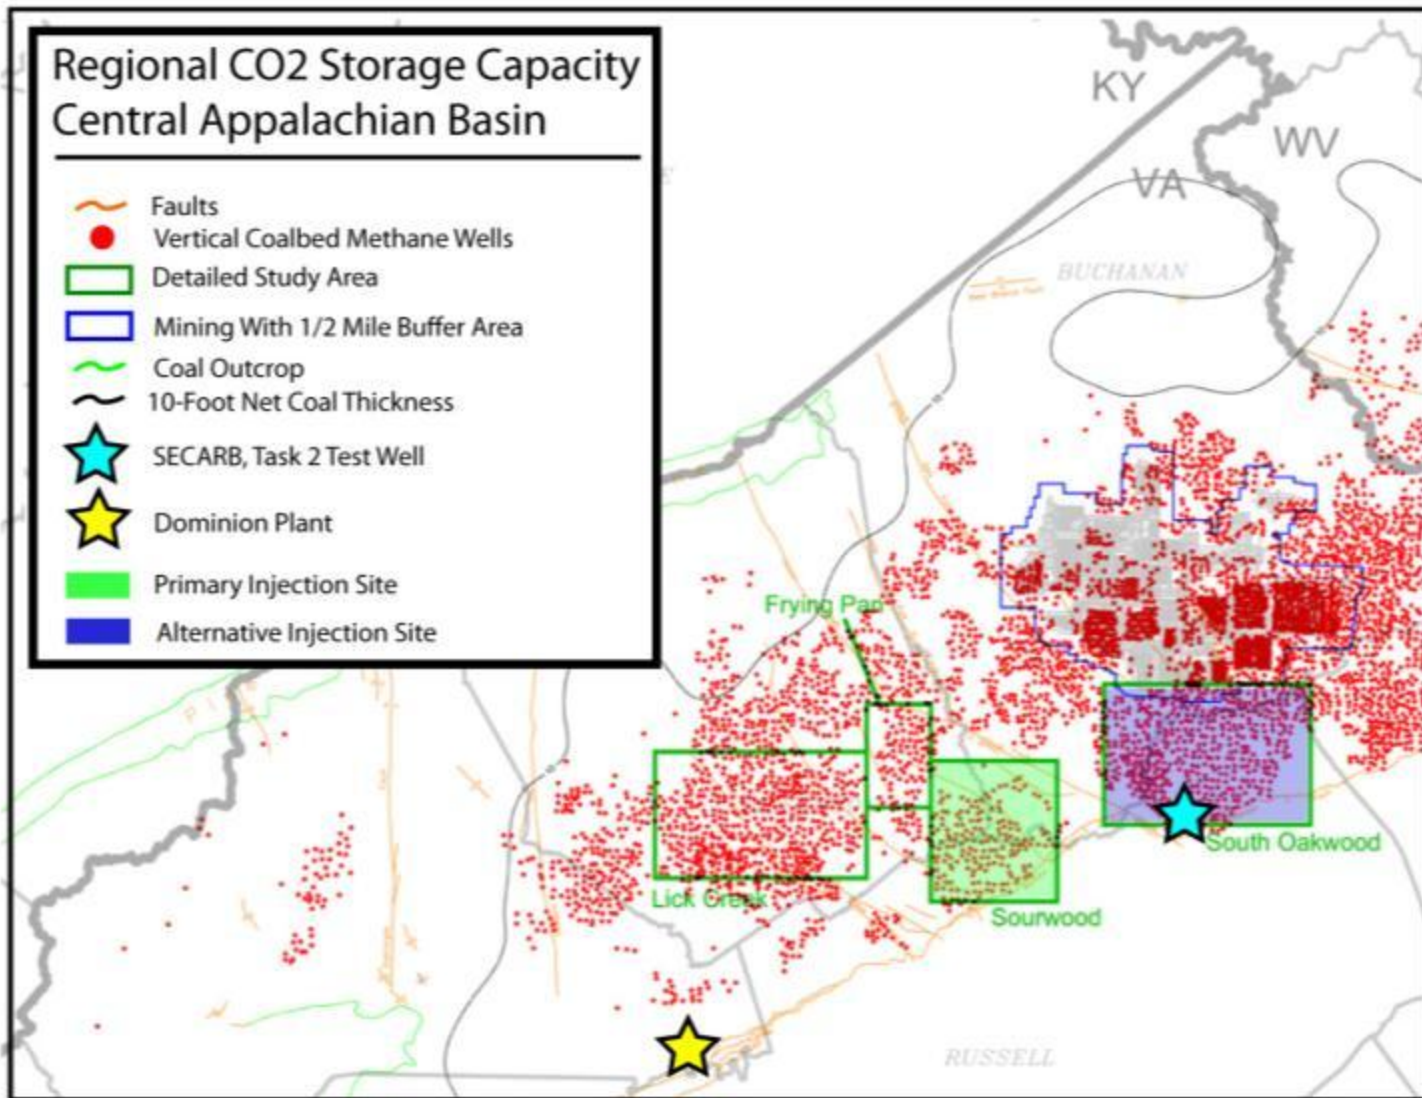 Regional CO2 Storage Capacity
Central Appalachian Basin
Faults
Vertical Coalbed Methane Wells
Detailed Study Area
Mining With 1/2 Mile Buffer Area
Coal Outcrop
10-Foot Net Coal Thickness
SECARB, Task 2 Test Well
Dominion Plant
Primary Injection Site
Alternative Injection Site
KY
WV
VA
BUCHANAN
Frying Pan
South Oakwood
Lick Creek
Sourwood
RUSSELL